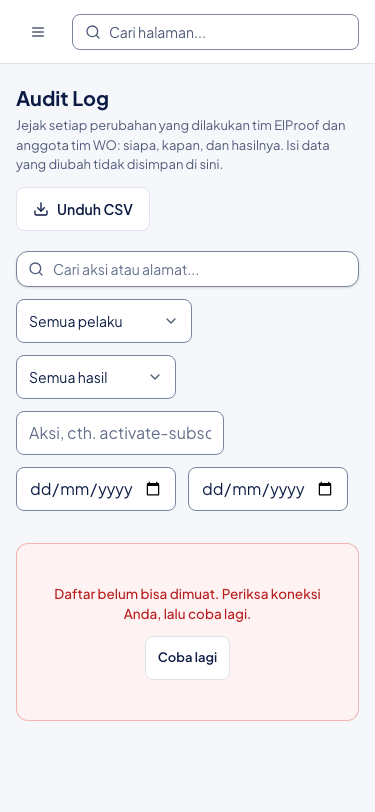 Cari halaman...
Audit Log
Jejak setiap perubahan yang dilakukan tim ElProof dan
anggota tim WO: siapa, kapan, dan hasilnya. Isi data
yang diubah tidak disimpan di sini.
Unduh CSV
Cari aksi atau alamat...
Semua pelaku
Semua hasil
Aksi, cth. activate-subsc
dd/mm/yyyy dd/mm/yyyy
Daftar belum bisa dimuat. Periksa koneksi
Anda, lalu coba lagi.
Coba lagi